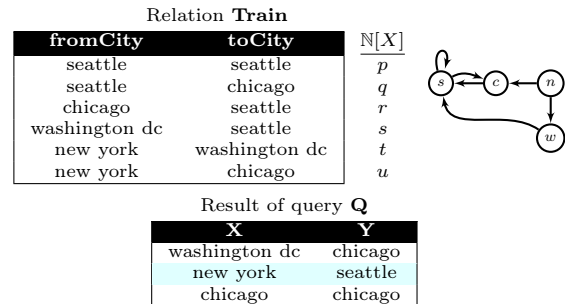 Relation Train
fromCity toCity ℕ[X]
seattle seattle p
seattle chicago q
chicago seattle r
washington dc seattle s
new york washington dc t
new york chicago u
s c n
w
Result of query Q
X Y
washington dc chicago
new york seattle
chicago chicago